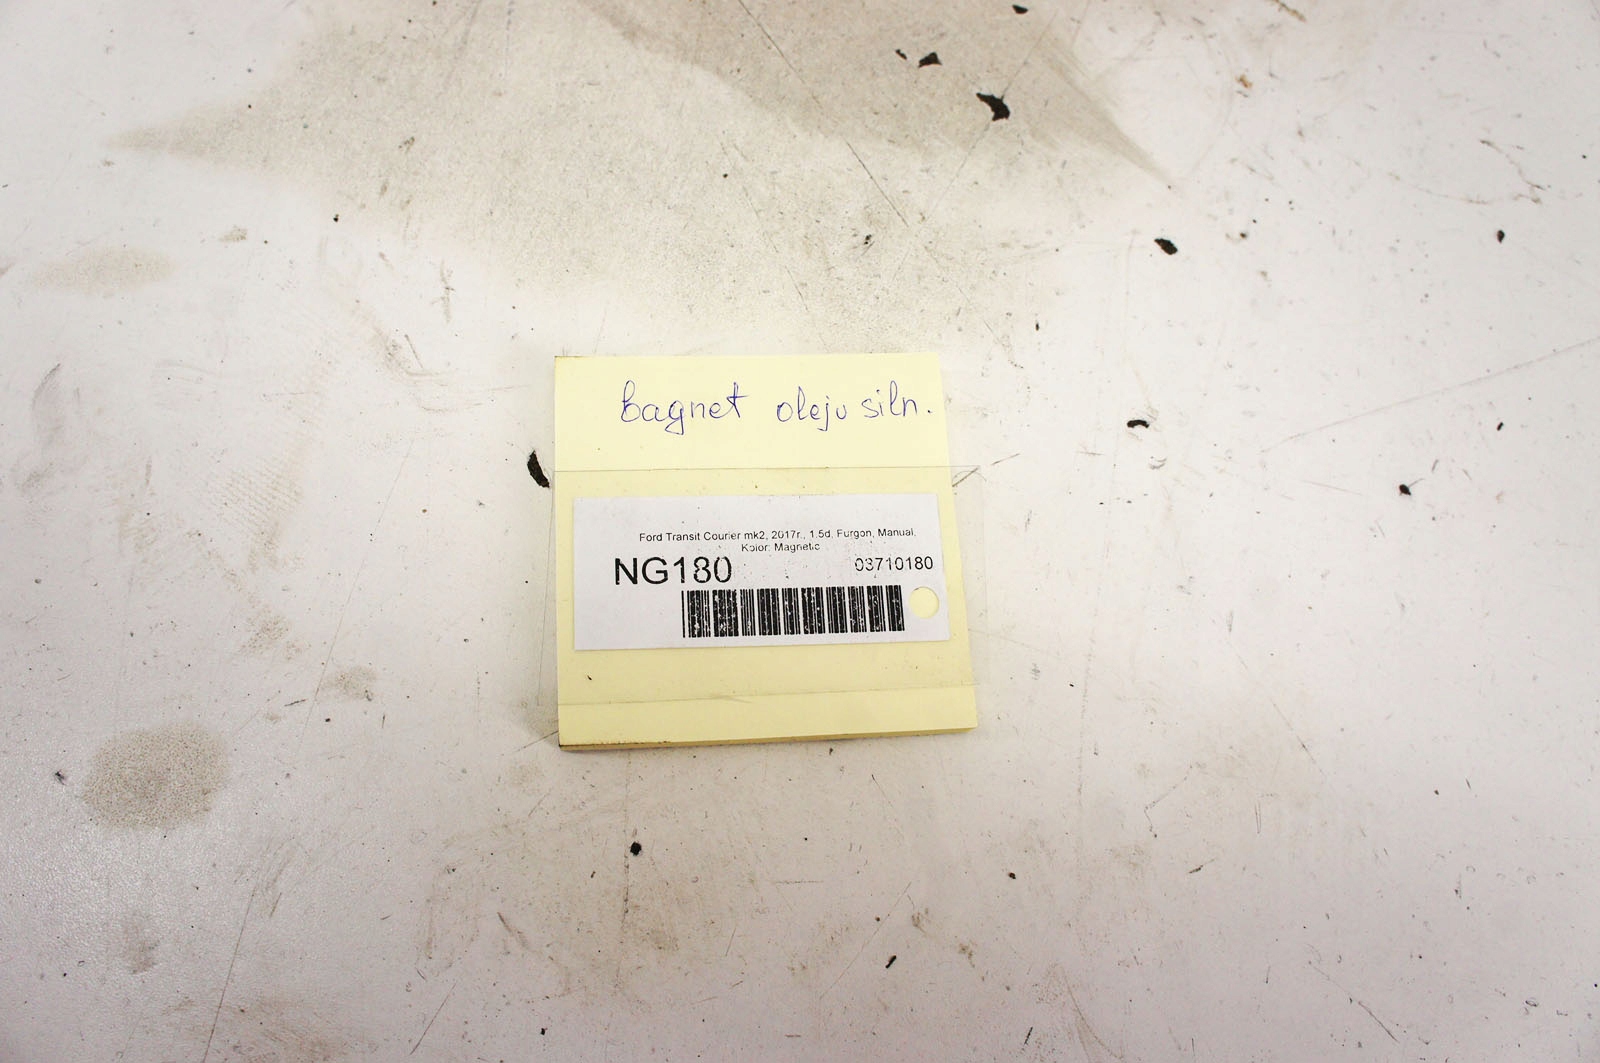 bagnet oleju siln.
Ford Transit Courier mk2, 2017r., 1.5d, Furgon, Manual,
Kolor: Magnetic
NG180 03710180